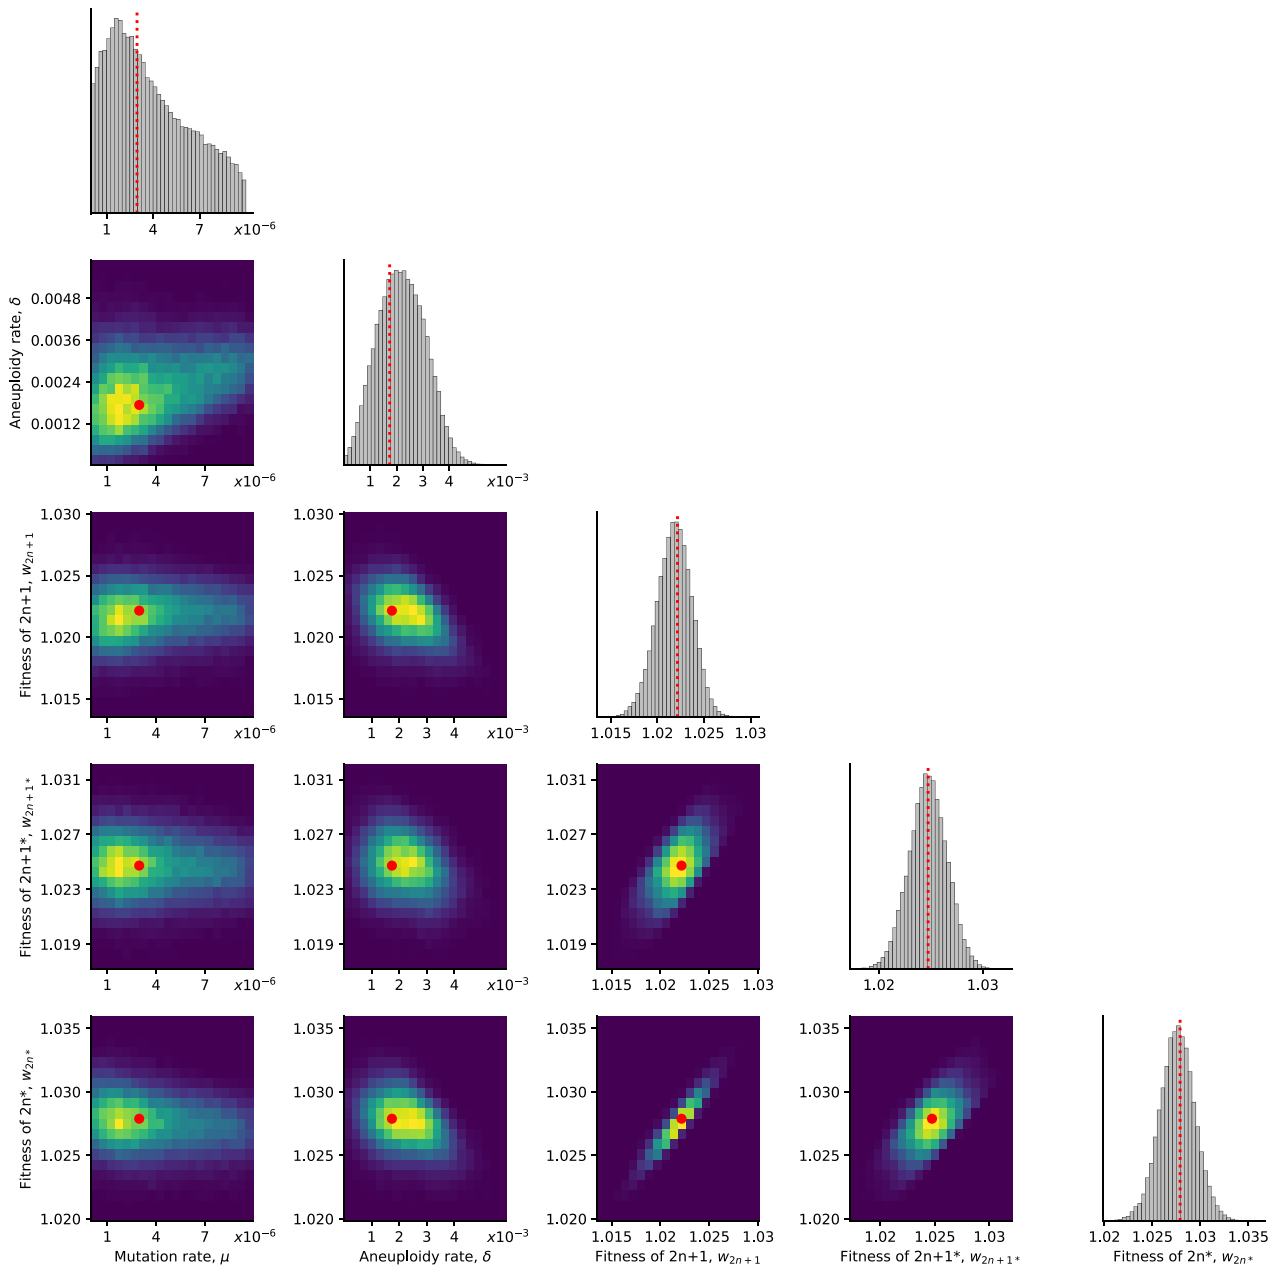 1 4 7 x10⁻⁶
Aneuploidy rate, δ
0.0048
0.0036
0.0024
0.0012
1 4 7 x10⁻⁶
1 2 3 4 x10⁻³
Fitness of 2n+1, w₂ₙ₊₁
1.030
1.025
1.020
1.015
1 4 7 x10⁻⁶
1.030
1.025
1.020
1.015
1 2 3 4 x10⁻³
1.015 1.02 1.025 1.03
Fitness of 2n+1*, w₂ₙ₊₁*
1.031
1.027
1.023
1.019
1 4 7 x10⁻⁶
1.031
1.027
1.023
1.019
1 2 3 4 x10⁻³
1.031
1.027
1.023
1.019
1.015 1.02 1.025 1.03
1.02 1.03
Fitness of 2n*, w₂ₙ*
1.035
1.030
1.025
1.020
1 4 7 x10⁻⁶
Mutation rate, μ
1.035
1.030
1.025
1.020
1 2 3 4 x10⁻³
Aneuploidy rate, δ
1.035
1.030
1.025
1.020
1.015 1.02 1.025 1.03
Fitness of 2n+1, w₂ₙ₊₁
1.035
1.030
1.025
1.020
1.02 1.025 1.03
Fitness of 2n+1*, w₂ₙ₊₁*
1.02 1.025 1.03 1.035
Fitness of 2n*, w₂ₙ*